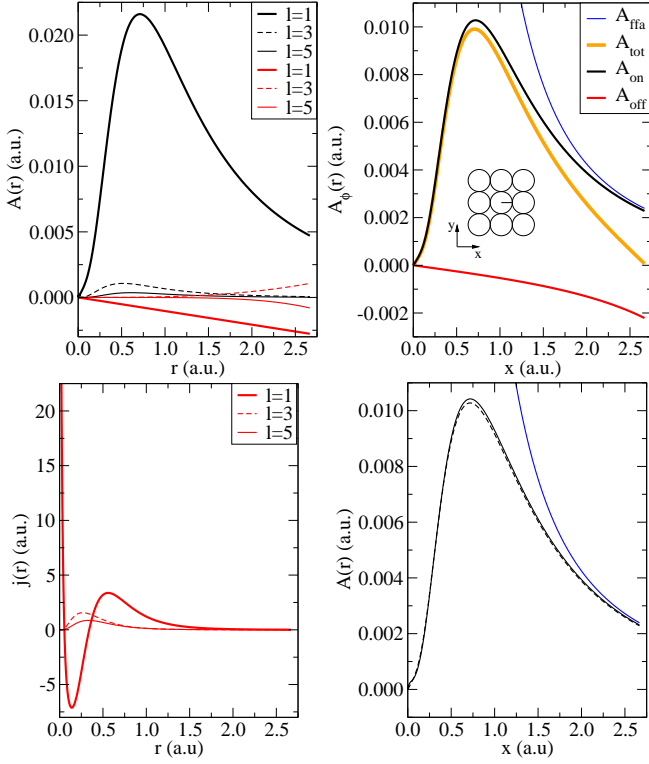 A(r) (a.u.)
0.020
0.015
0.010
0.005
0.000
0.0 0.5 1.0 1.5 2.0 2.5
r (a.u.)
l=1
l=3
l=5
l=1
l=3
l=5
A_ϕ(r) (a.u.)
0.010
0.008
0.006
0.004
0.002
0.000
-0.002
0.0 0.5 1.0 1.5 2.0 2.5
x (a.u.)
A_ffa
A_tot
A_on
A_off
y
x
j(r) (a.u.)
20
15
10
5
0
-5
0.0 0.5 1.0 1.5 2.0 2.5
r (a.u)
l=1
l=3
l=5
A(r) (a.u.)
0.010
0.008
0.006
0.004
0.002
0.000
0.0 0.5 1.0 1.5 2.0 2.5
x (a.u)